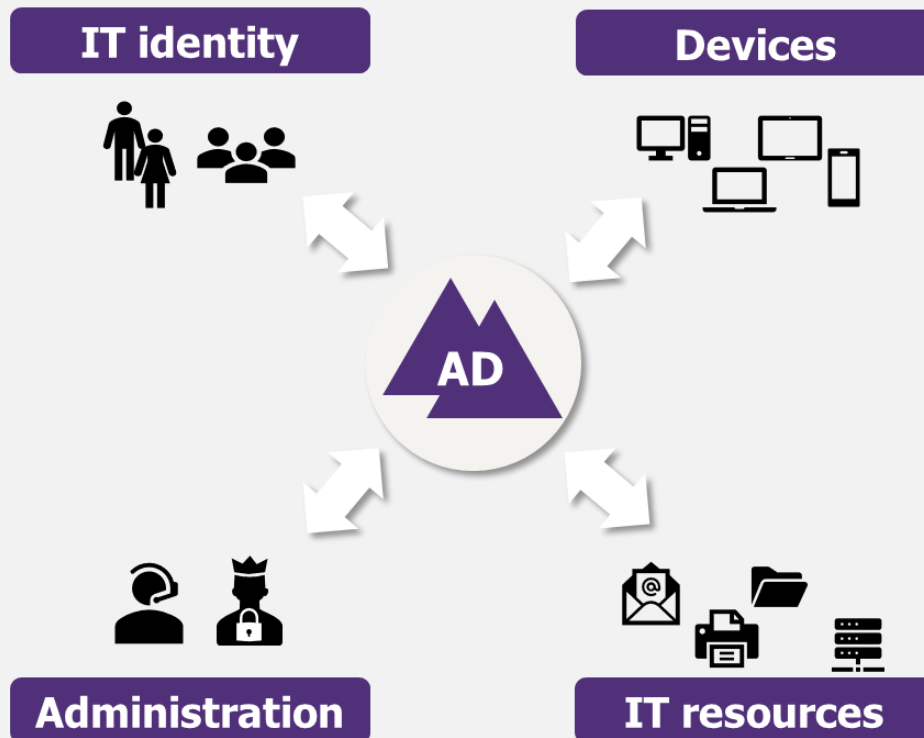 IT identity
Devices
AD
@
Administration
IT resources